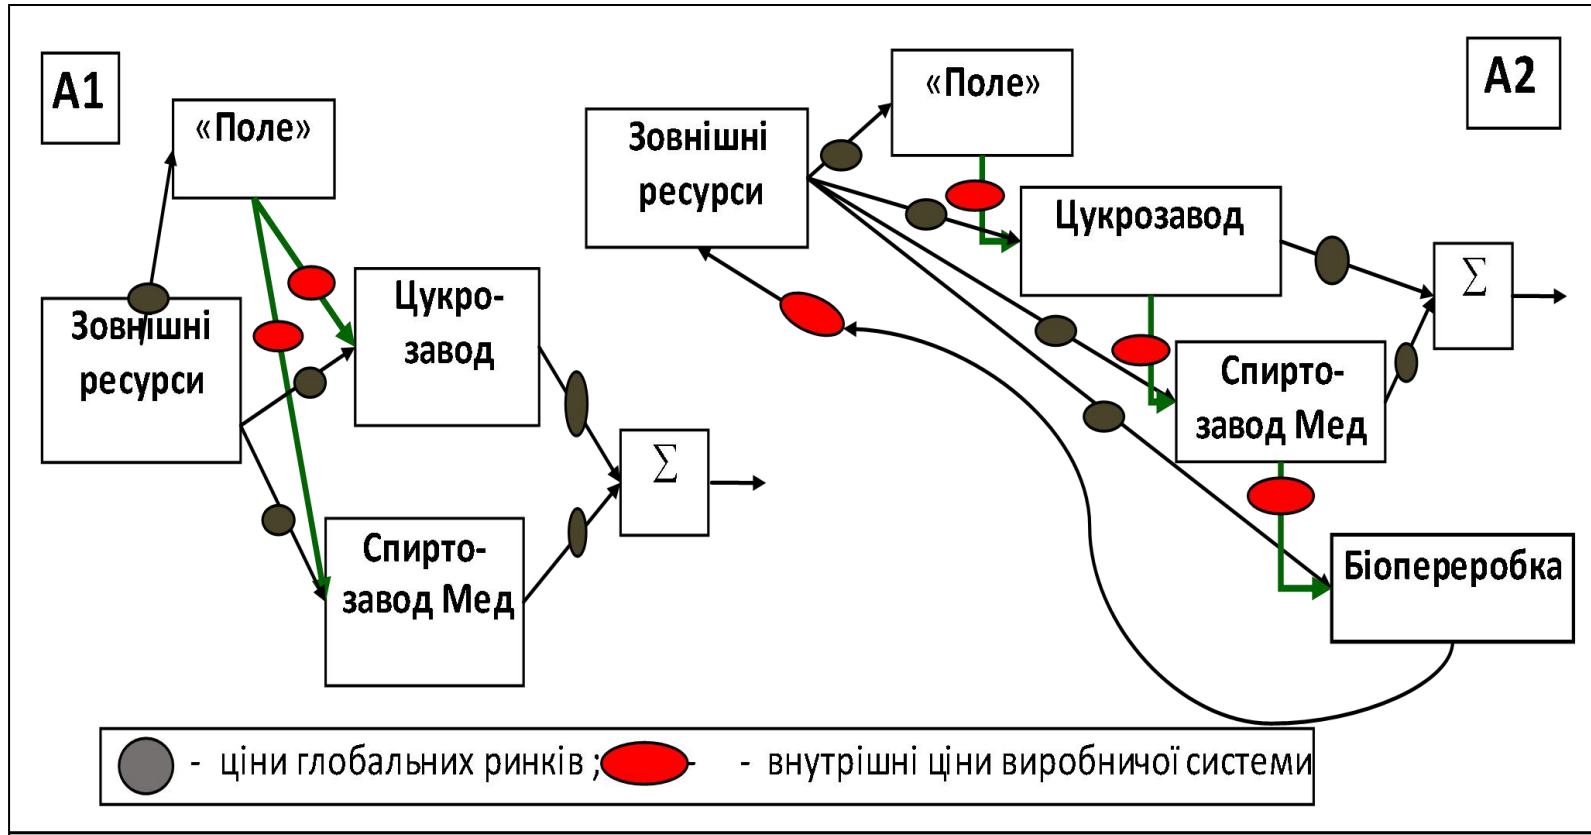 А1
«Поле»
Зовнішні
ресурси
Цукро-
завод
Спирто-
завод Мед
Σ
А2
«Поле»
Зовнішні
ресурси
Цукрозавод
Спирто-
завод Мед
Біопереробка
Σ
- ціни глобальних ринків ; - - внутрішні ціни виробничої системи